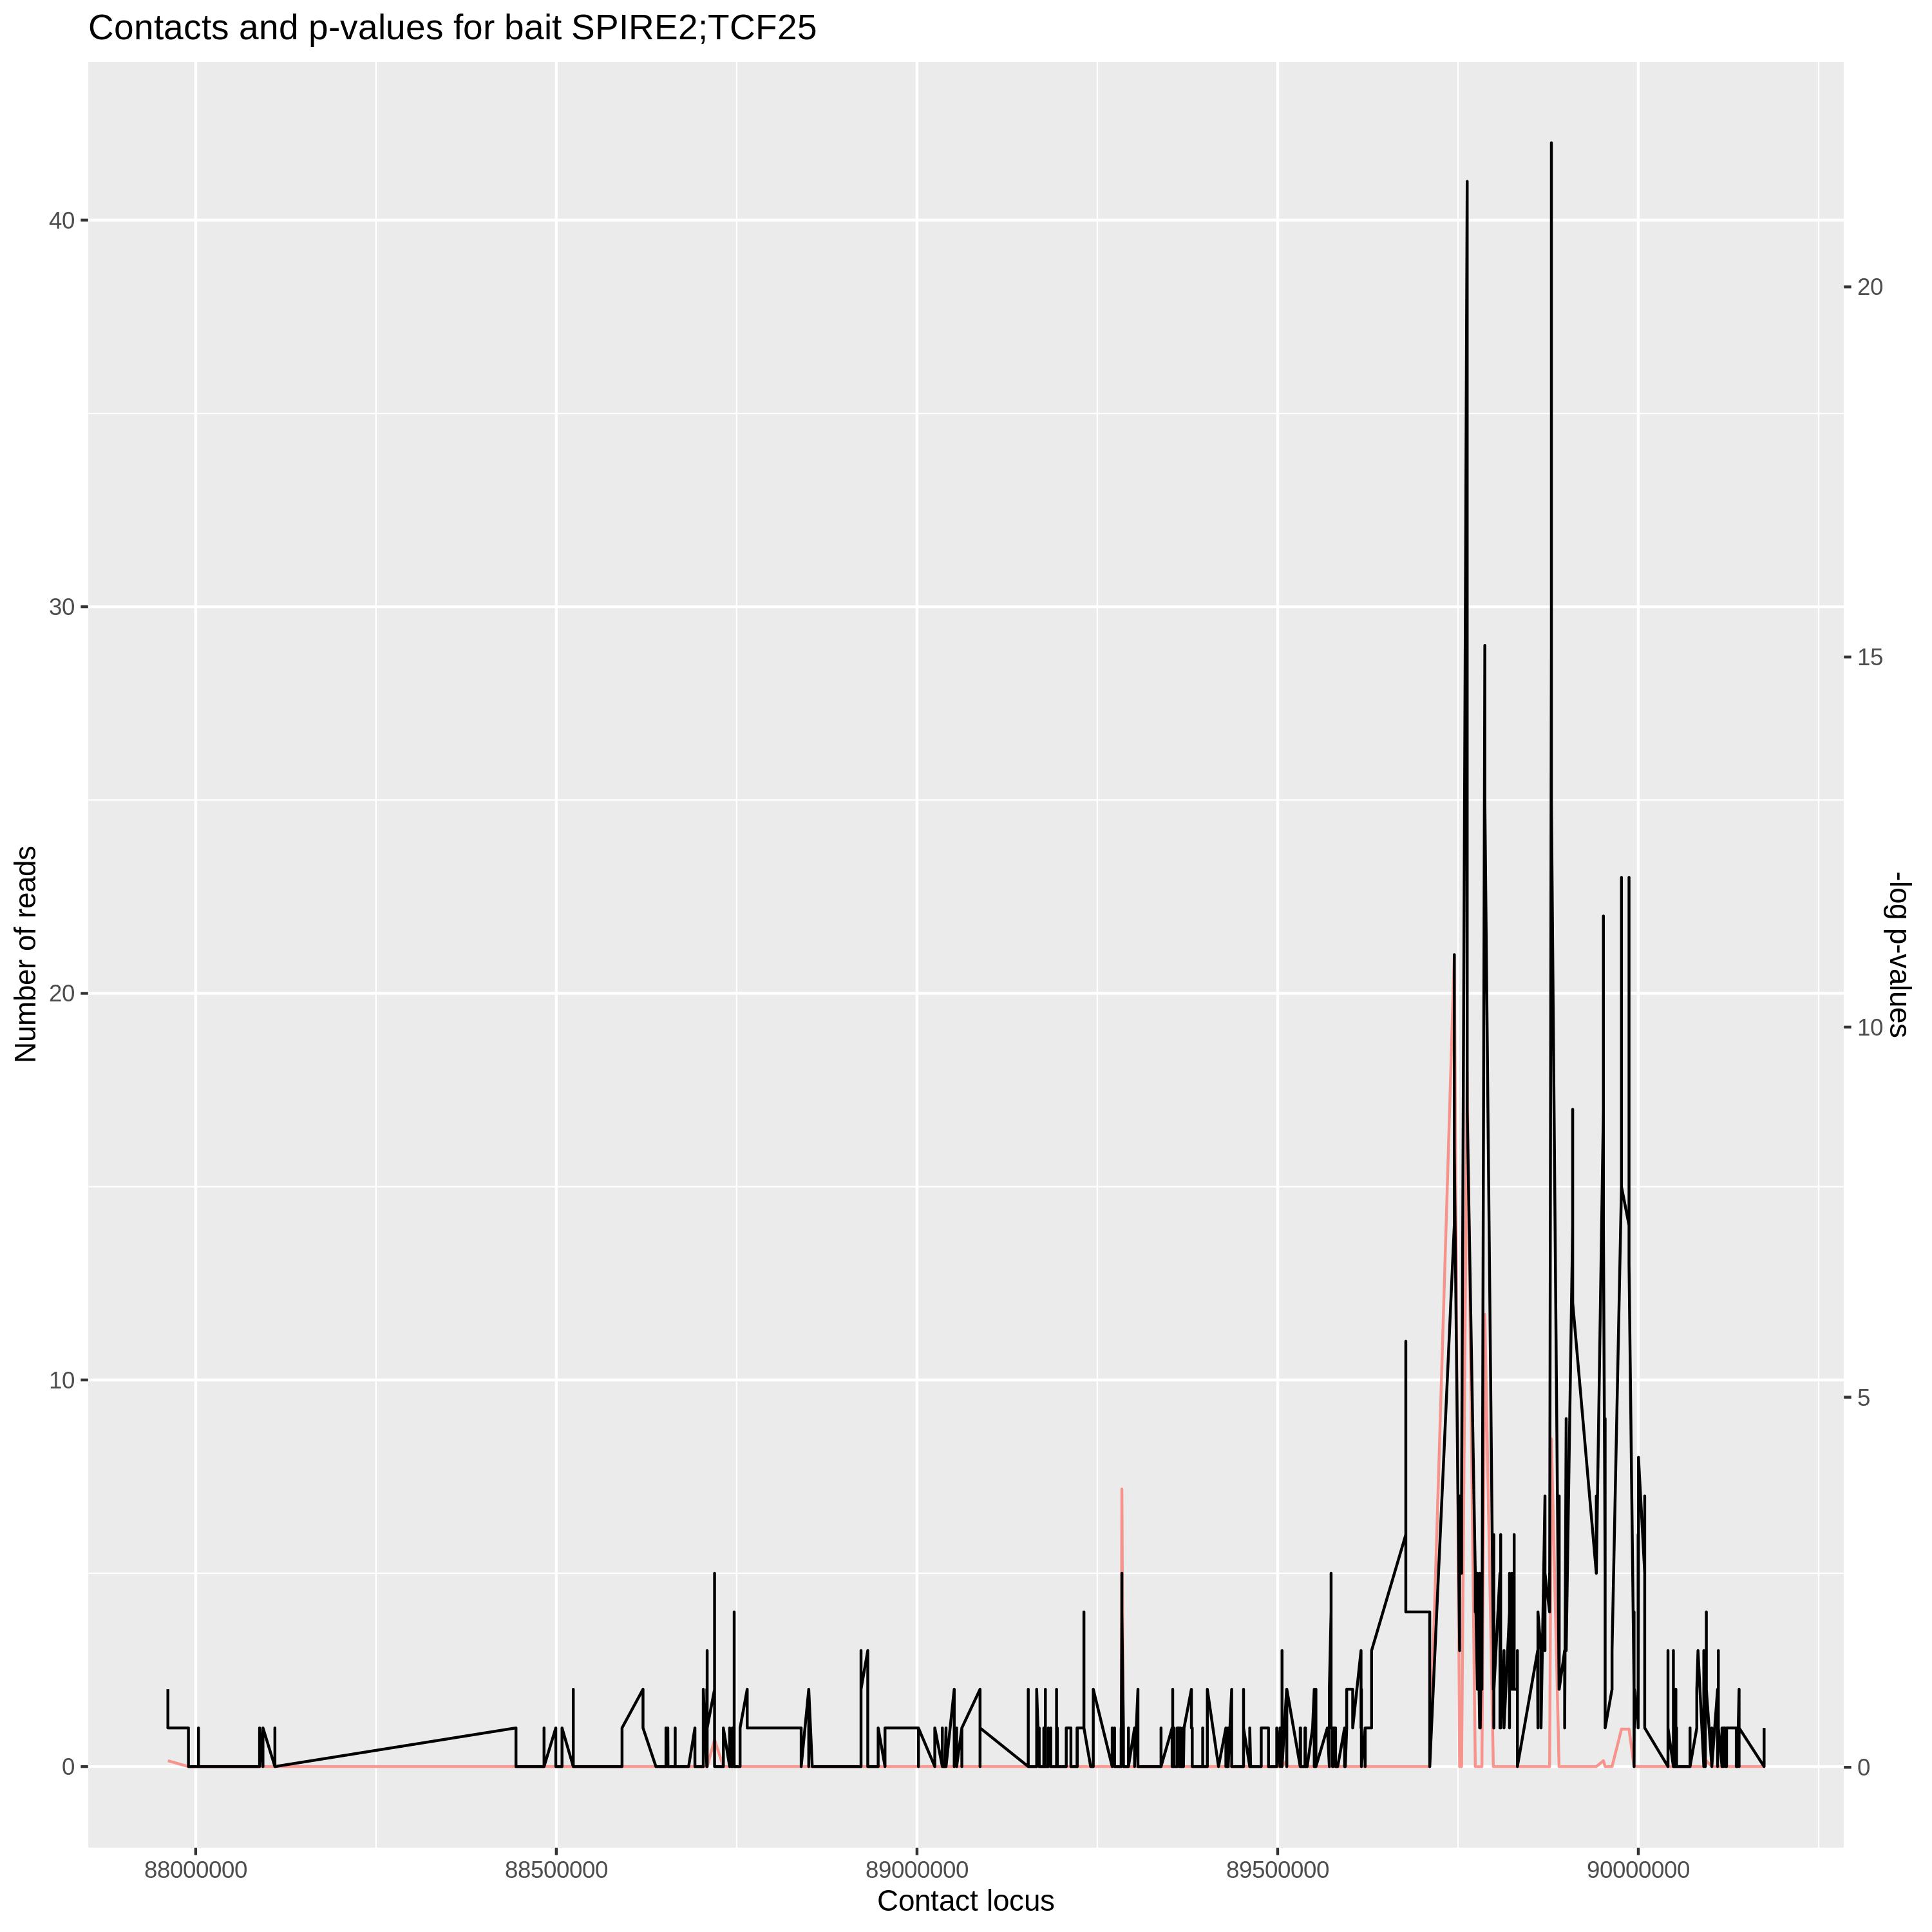 Contacts and p-values for bait SPIRE2;TCF25
Number of reads
40
30
20
10
0
20
15
10
5
0
-log p-values
88000000 88500000 89000000 89500000 90000000
Contact locus